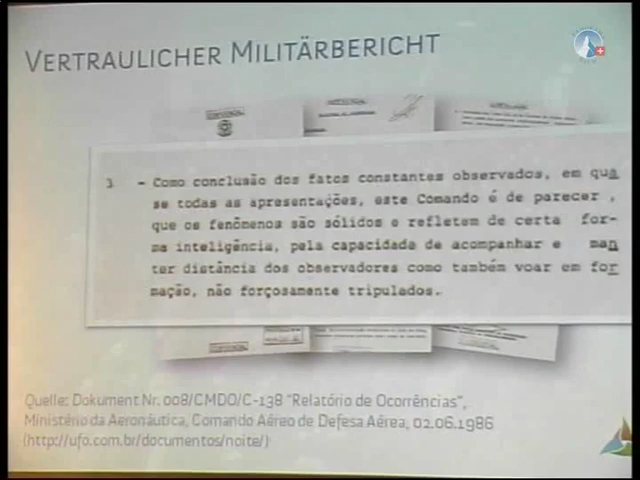 VERTRAULICHER MILITÄRBERICHT
3 - Como conclusão dos fatos constantes observados, em qua
se todas as apresentações, este Comando é de parecer ,
que os fenômenos são sólidos e refletem de certa for-
ma inteligência, pela capacidade de acompanhar e man
ter distância dos observadores como também voar em for
mação, não forçosamente tripulados.
Quelle: Dokument Nr. 008/CMDO/C-138 "Relatório de Ocorrências",
Ministério da Aeronáutica, Comando Aéreo de Defesa Aérea, 02.06.1986
(http://ufo.com.br/documentos/noite/)